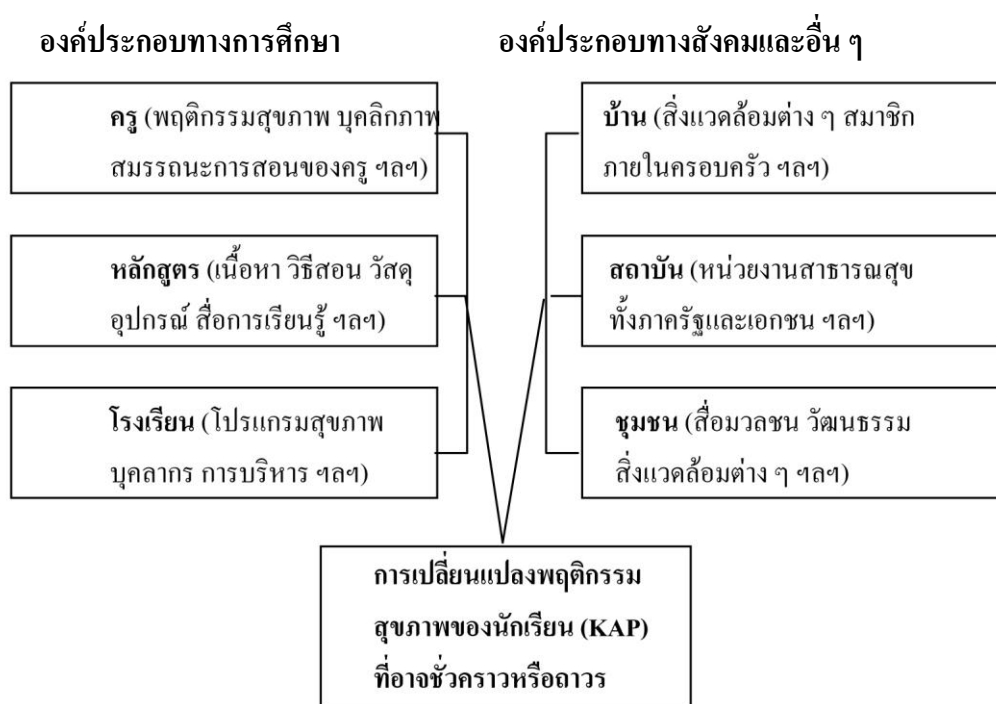 องค์ประกอบทางการศึกษา
องค์ประกอบทางสังคมและอื่น ๆ
ครู (พฤติกรรมสุขภาพ บุคลิกภาพ
สมรรถนะการสอนของครู ฯลฯ)
บ้าน (สิ่งแวดล้อมต่าง ๆ สมาชิก
ภายในครอบครัว ฯลฯ)
หลักสูตร (เนื้อหา วิธีสอน วัสดุ
อุปกรณ์ สื่อการเรียนรู้ ฯลฯ)
สถาบัน (หน่วยงานสาธารณสุข
ทั้งภาครัฐและเอกชน ฯลฯ)
โรงเรียน (โปรแกรมสุขภาพ
บุคลากร การบริหาร ฯลฯ)
ชุมชน (สื่อมวลชน วัฒนธรรม
สิ่งแวดล้อมต่าง ๆ ฯลฯ)
การเปลี่ยนแปลงพฤติกรรม
สุขภาพของนักเรียน (KAP)
ที่อาจชั่วคราวหรือถาวร